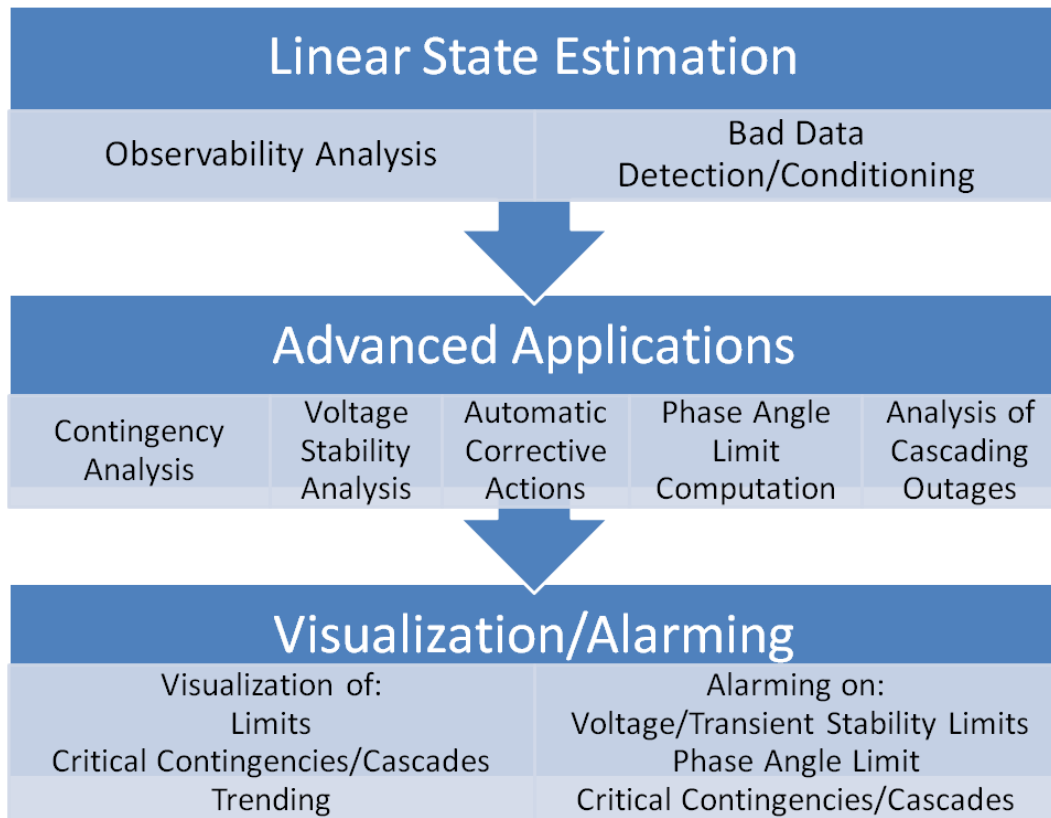 Linear State Estimation
Observability Analysis
Bad Data
Detection/Conditioning
Advanced Applications
Contingency
Analysis
Voltage
Stability
Analysis
Automatic
Corrective
Actions
Phase Angle
Limit
Computation
Analysis of
Cascading
Outages
Visualization/Alarming
Visualization of:
Limits
Critical Contingencies/Cascades
Trending
Alarming on:
Voltage/Transient Stability Limits
Phase Angle Limit
Critical Contingencies/Cascades